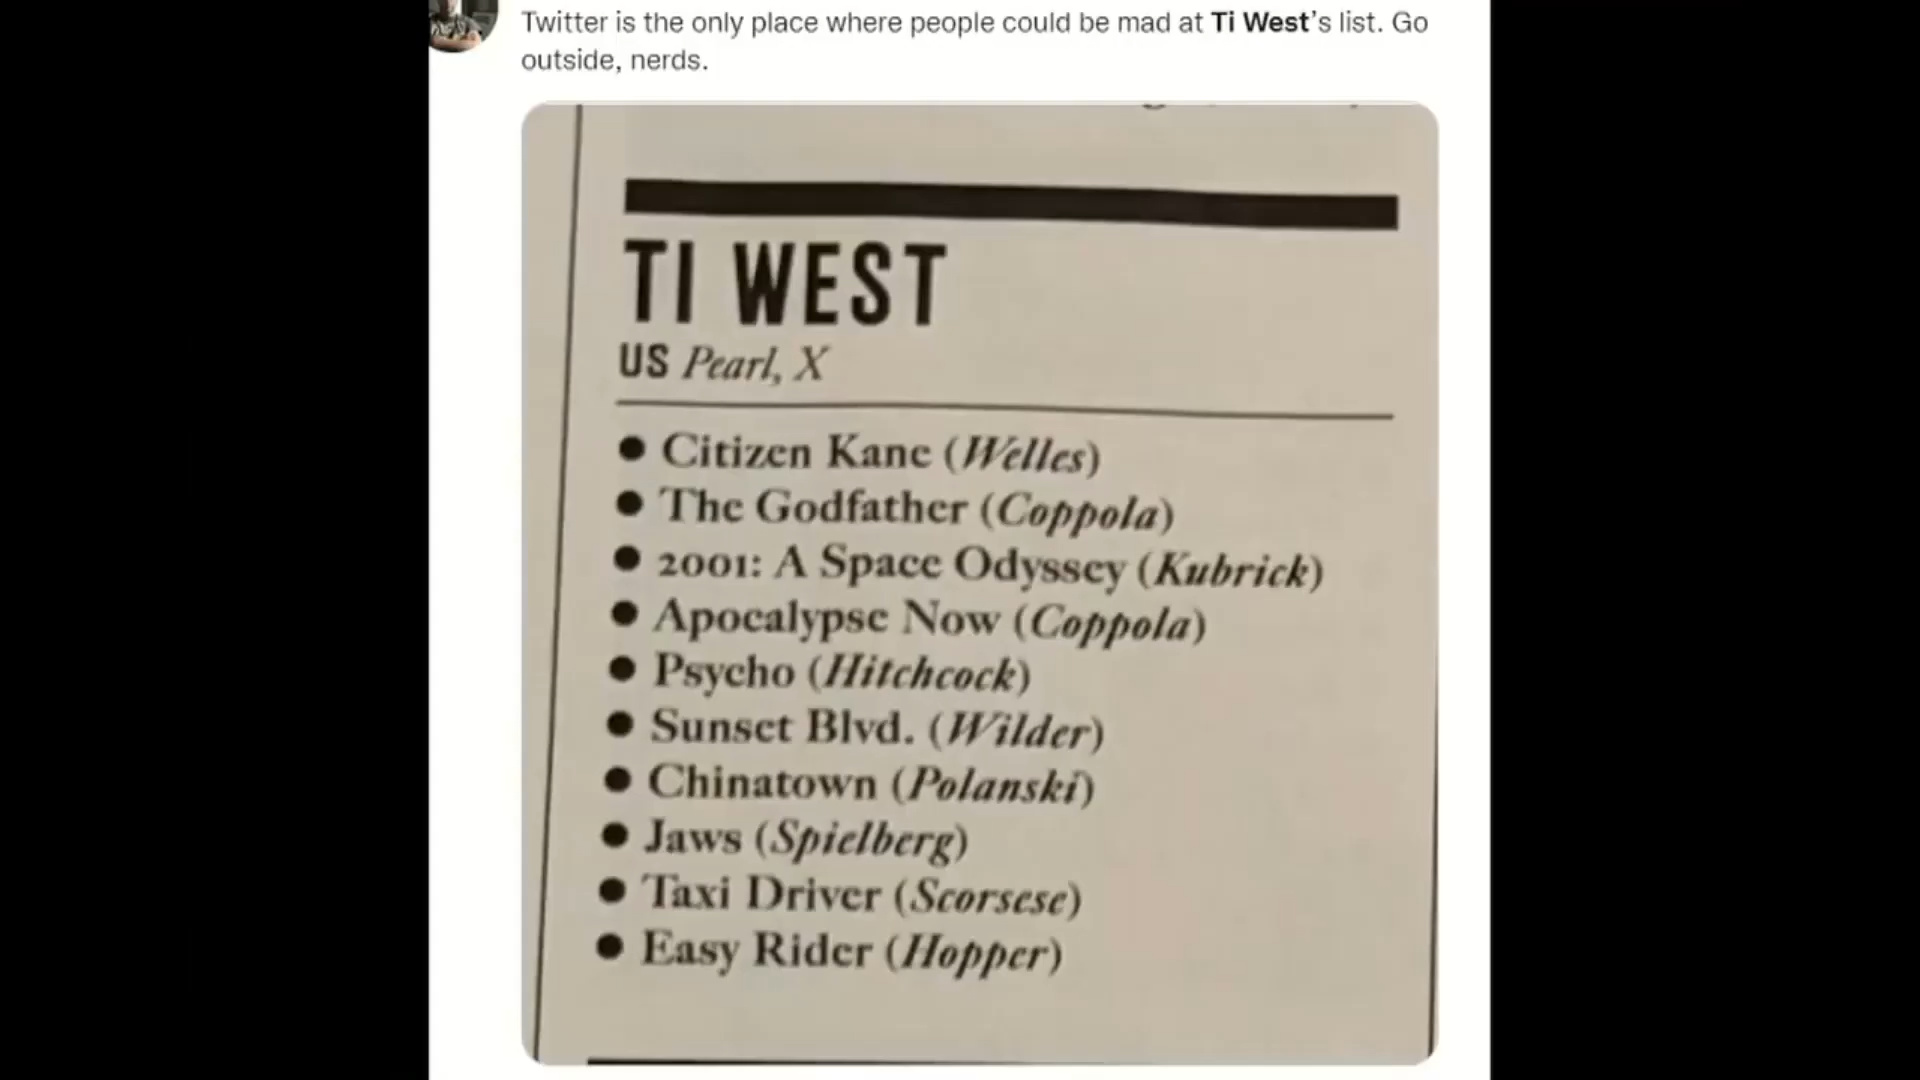 Twitter is the only place where people could be mad at Ti West's list. Go
outside, nerds.
TI WEST
US Pearl, X
● Citizen Kane (Welles)
● The Godfather (Coppola)
● 2001: A Space Odyssey (Kubrick)
● Apocalypse Now (Coppola)
● Psycho (Hitchcock)
● Sunset Blvd. (Wilder)
● Chinatown (Polanski)
● Jaws (Spielberg)
● Taxi Driver (Scorsese)
● Easy Rider (Hopper)